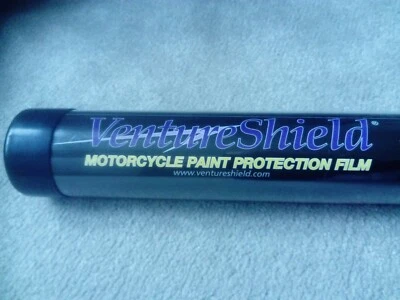 VentureShield®
MOTORCYCLE PAINT PROTECTION FILM
www.ventureshield.com